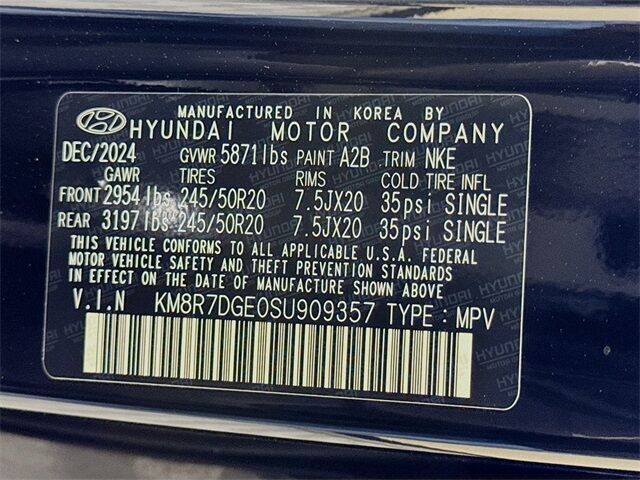 MANUFACTURED IN KOREA BY
HYUNDAI MOTOR COMPANY
DEC/2024 GVWR 5871lbs PAINT A2B TRIM NKE
GAWR TIRES RIMS COLD TIRE INFL
FRONT 2954lbs 245/50R20 7.5JX20 35psi SINGLE
REAR 3197lbs 245/50R20 7.5JX20 35psi SINGLE
THIS VEHICLE CONFORMS TO ALL APPLICABLE U.S.A. FEDERAL
MOTOR VEHICLE SAFETY AND THEFT PREVENTION STANDARDS
IN EFFECT ON THE DATE OF MANUFACTURE SHOWN ABOVE.
V.I.N KM8R7DGE0SU909357 TYPE : MPV